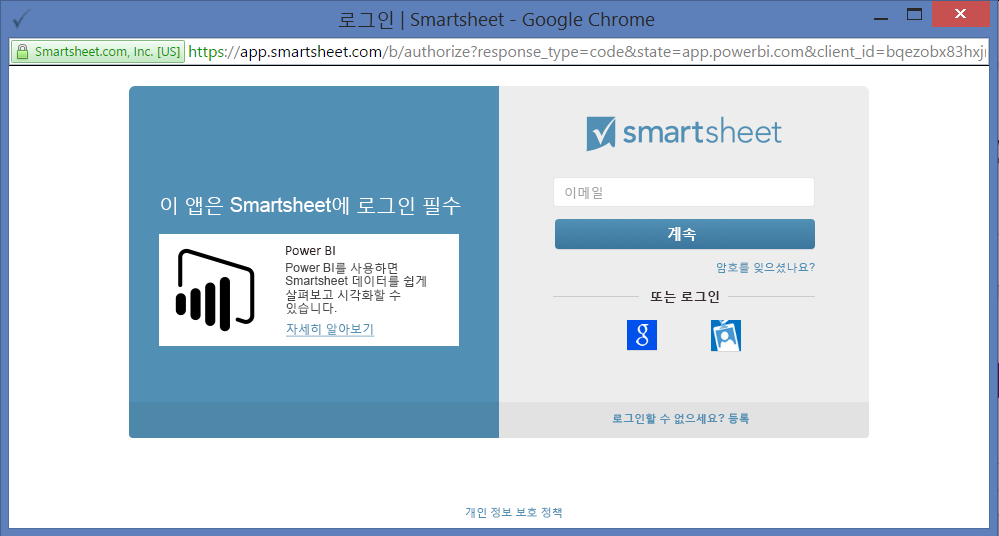 로그인 | Smartsheet - Google Chrome
Smartsheet.com, Inc. [US] https://app.smartsheet.com/b/authorize?response_type=code&state=app.powerbi.com&client_id=bqezobx83hxj
smartsheet
이메일
이 앱은 Smartsheet에 로그인 필수
계속
Power BI
Power BI를 사용하면
Smartsheet 데이터를 쉽게
살펴보고 시각화할 수
있습니다.
자세히 알아보기
암호를 잊으셨나요?
또는 로그인
g
로그인할 수 없으세요? 등록
개인 정보 보호 정책